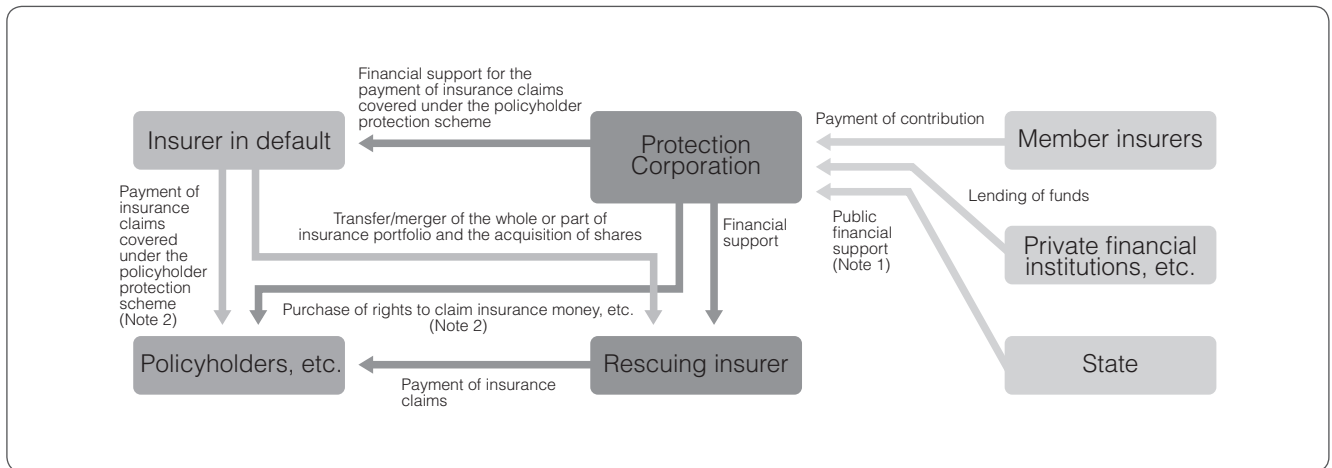 Financial support for the
payment of insurance claims
covered under the policyholder
protection scheme
Insurer in default
Protection
Corporation
Payment of contribution
Member insurers
Payment of
insurance
claims
covered
under the
policyholder
protection
scheme
(Note 2)
Transfer/merger of the whole or part of
insurance portfolio and the acquisition of shares
Financial
support
Public
financial
support
(Note 1)
Lending of funds
Private financial
institutions, etc.
Purchase of rights to claim insurance money, etc.
(Note 2)
Policyholders, etc.
Rescuing insurer
State
Payment of insurance
claims